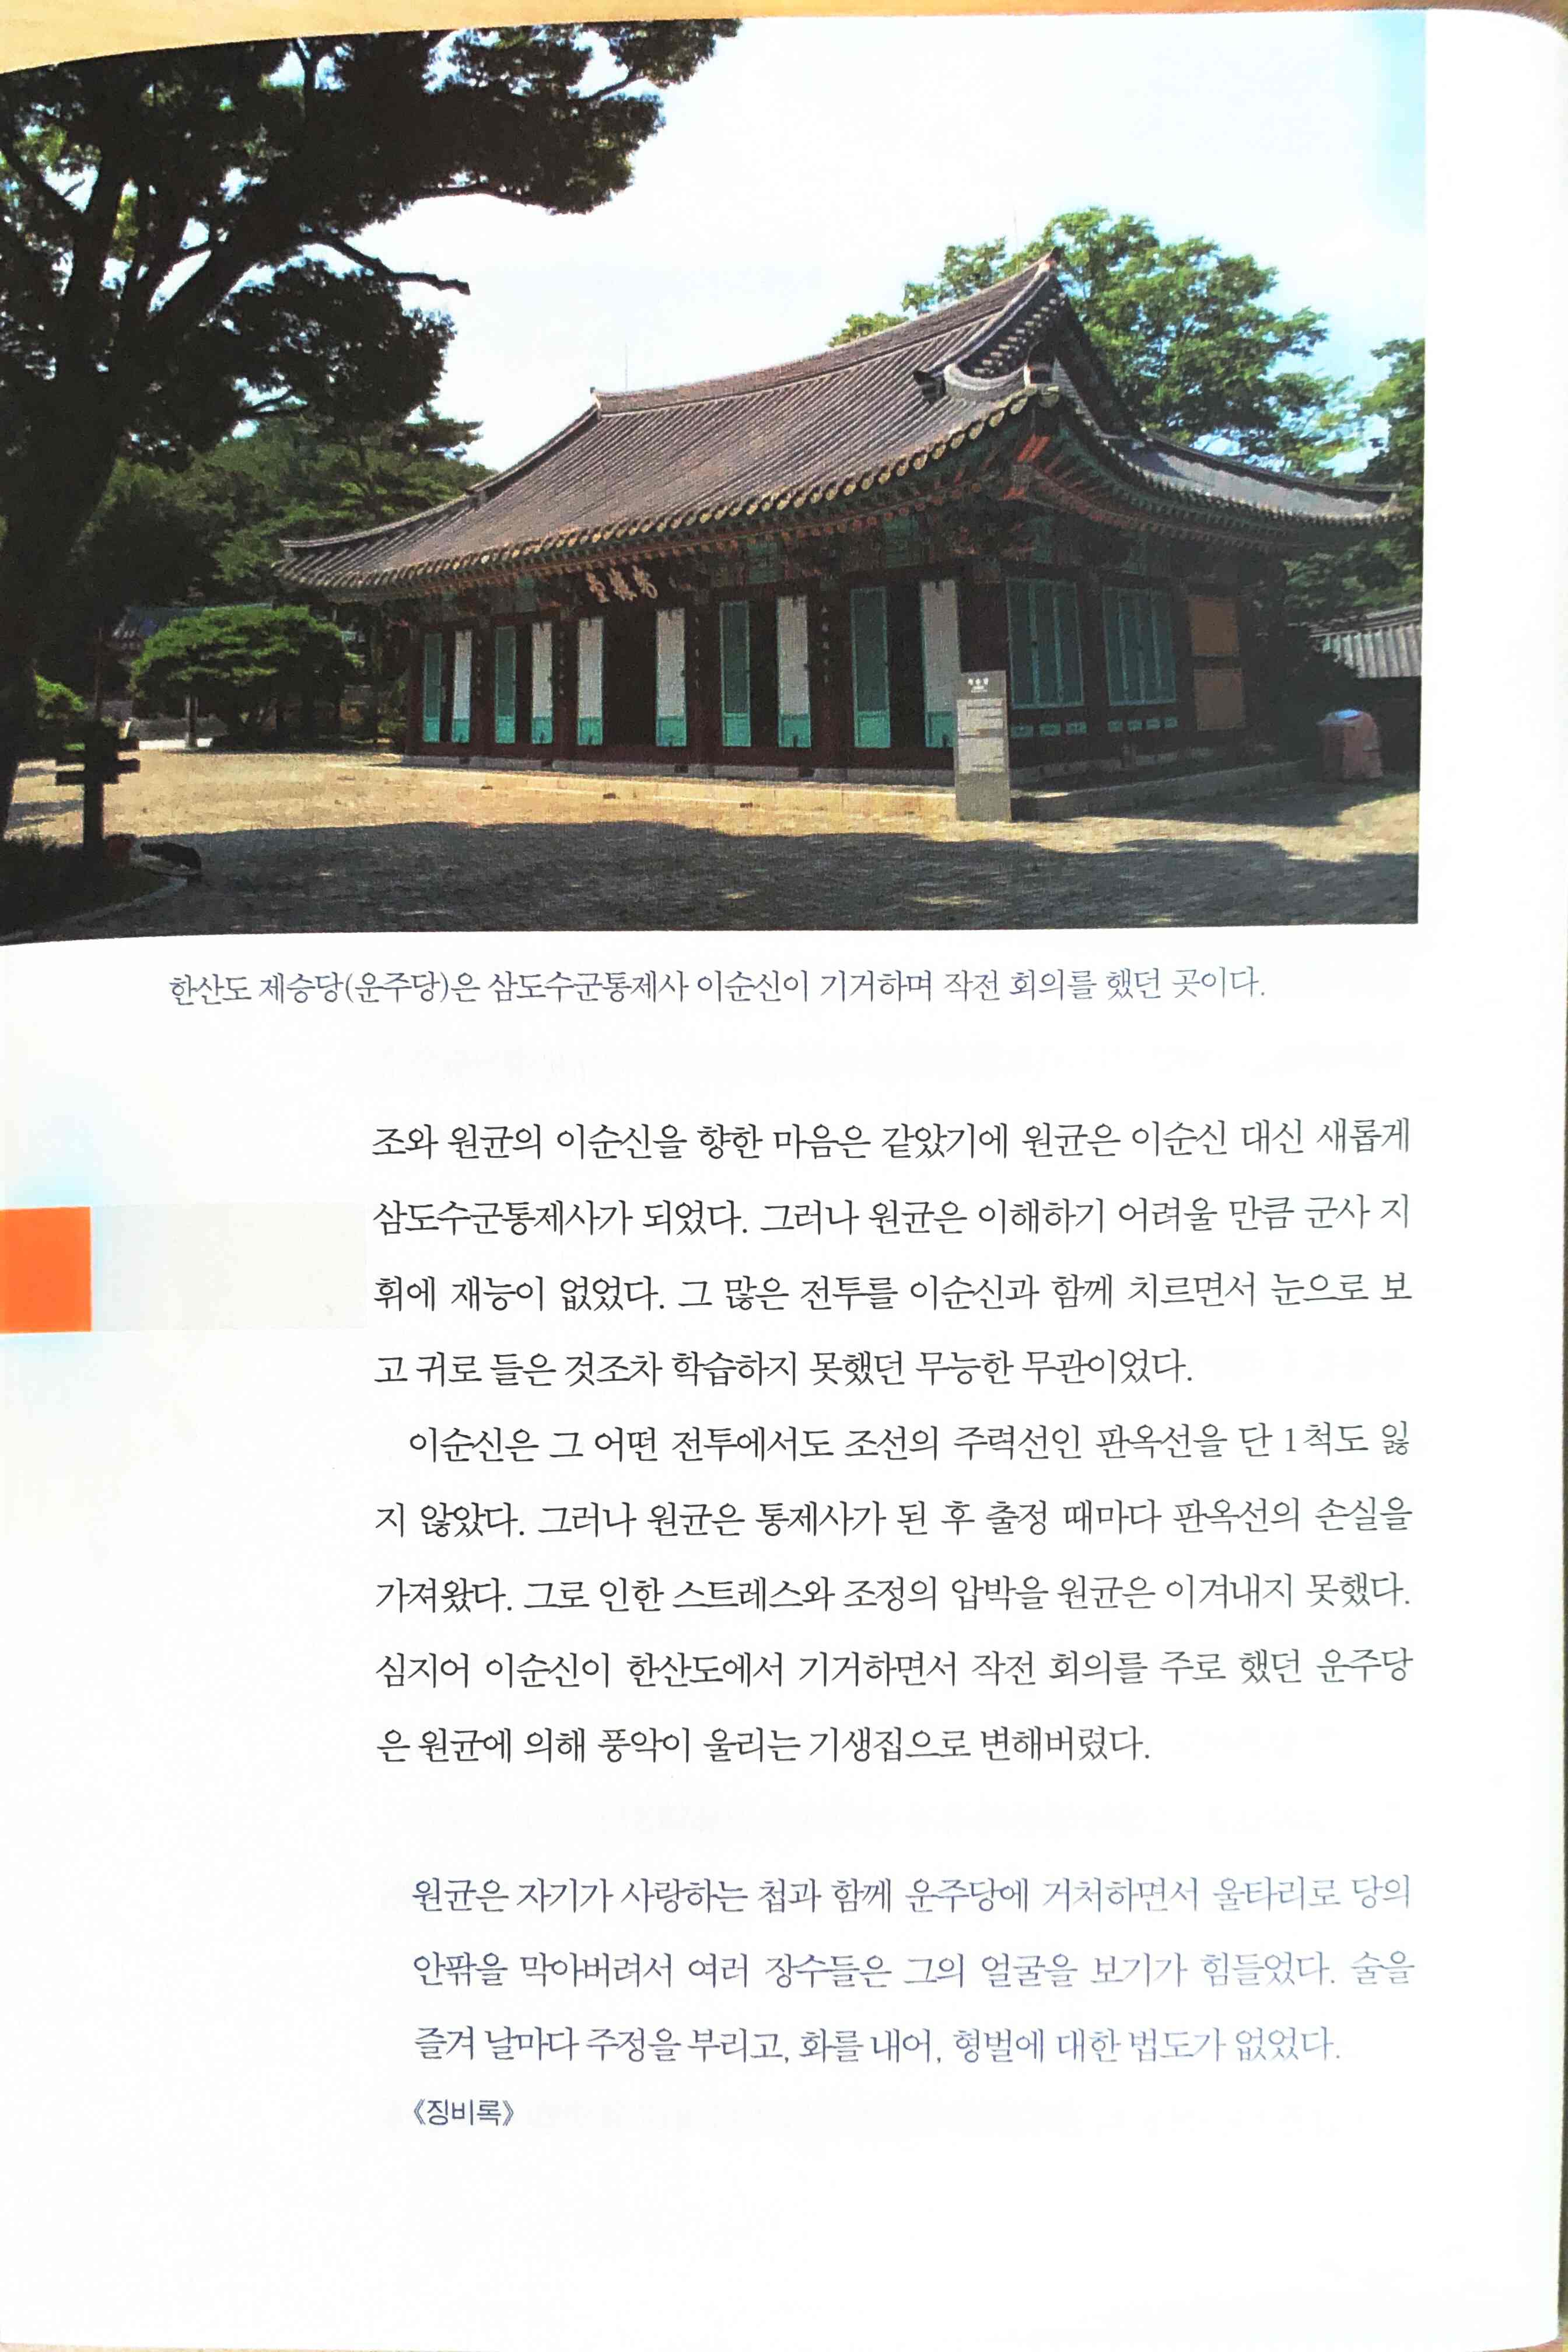 制勝堂
제승당
한산도 제승당(운주당)은 삼도수군통제사 이순신이 기거하며 작전 회의를 했던 곳이다.
조와 원균의 이순신을 향한 마음은 같았기에 원균은 이순신 대신 새롭게
삼도수군통제사가 되었다. 그러나 원균은 이해하기 어려울 만큼 군사 지
휘에 재능이 없었다. 그 많은 전투를 이순신과 함께 치르면서 눈으로 보
고 귀로 들은 것조차 학습하지 못했던 무능한 무관이었다.
이순신은 그 어떤 전투에서도 조선의 주력선인 판옥선을 단 1척도 잃
지 않았다. 그러나 원균은 통제사가 된 후 출정 때마다 판옥선의 손실을
가져왔다. 그로 인한 스트레스와 조정의 압박을 원균은 이겨내지 못했다.
심지어 이순신이 한산도에서 기거하면서 작전 회의를 주로 했던 운주당
은 원균에 의해 풍악이 울리는 기생집으로 변해버렸다.
원균은 자기가 사랑하는 첩과 함께 운주당에 거처하면서 울타리로 당의
안팎을 막아버려서 여러 장수들은 그의 얼굴을 보기가 힘들었다. 술을
즐겨 날마다 주정을 부리고, 화를 내어, 형벌에 대한 법도가 없었다.
《징비록》